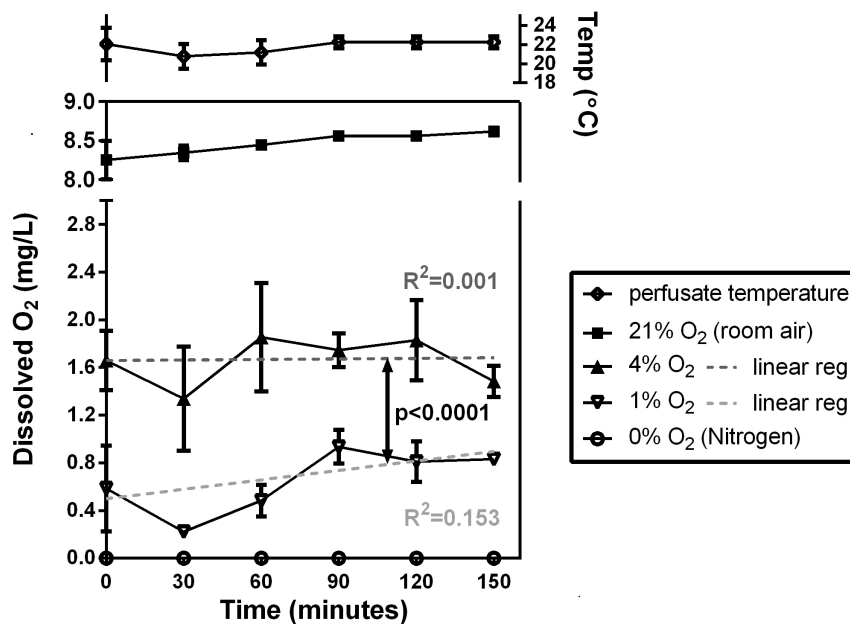 24
22
20
18
Temp (°C)
9.0
8.5
8.0
2.8
2.4
2.0
1.6
1.2
0.8
0.4
0.0
Dissolved O2 (mg/L)
R2=0.001
p<0.0001
R2=0.153
0 30 60 90 120 150
Time (minutes)
perfusate temperature
21% O2 (room air)
4% O2 linear reg
1% O2 linear reg
0% O2 (Nitrogen)